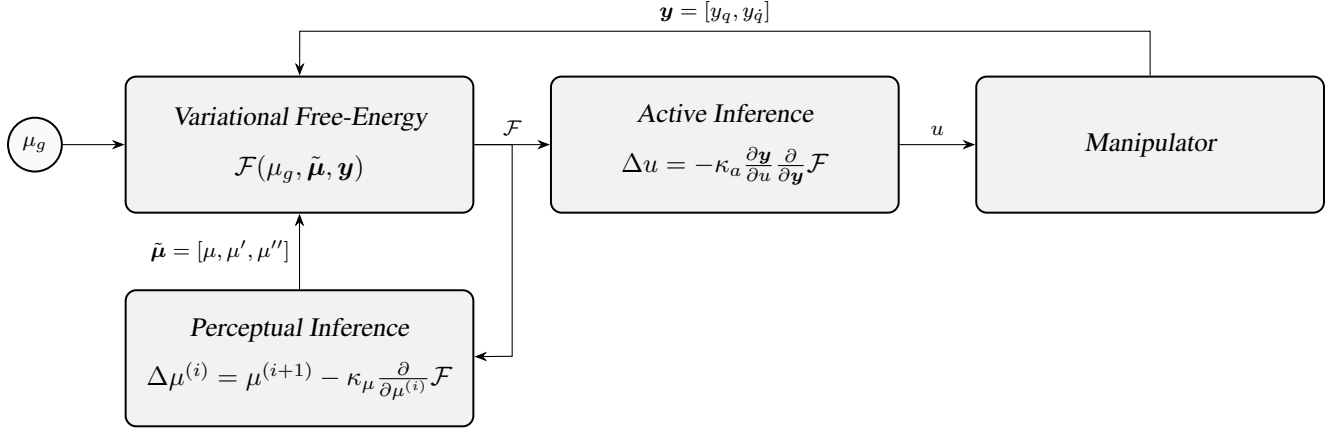 𝒚 = [y_q, y_q̇]
Variational Free-Energy
ℱ(μ_g, 𝝁̃, 𝒚)
μ_g
ℱ
Active Inference
Δu = −κ_a ∂𝒚/∂u ∂/∂𝒚 ℱ
u
Manipulator
𝝁̃ = [μ, μ′, μ′′]
Perceptual Inference
Δμ^(i) = μ^(i+1) − κ_μ ∂/∂μ^(i) ℱ